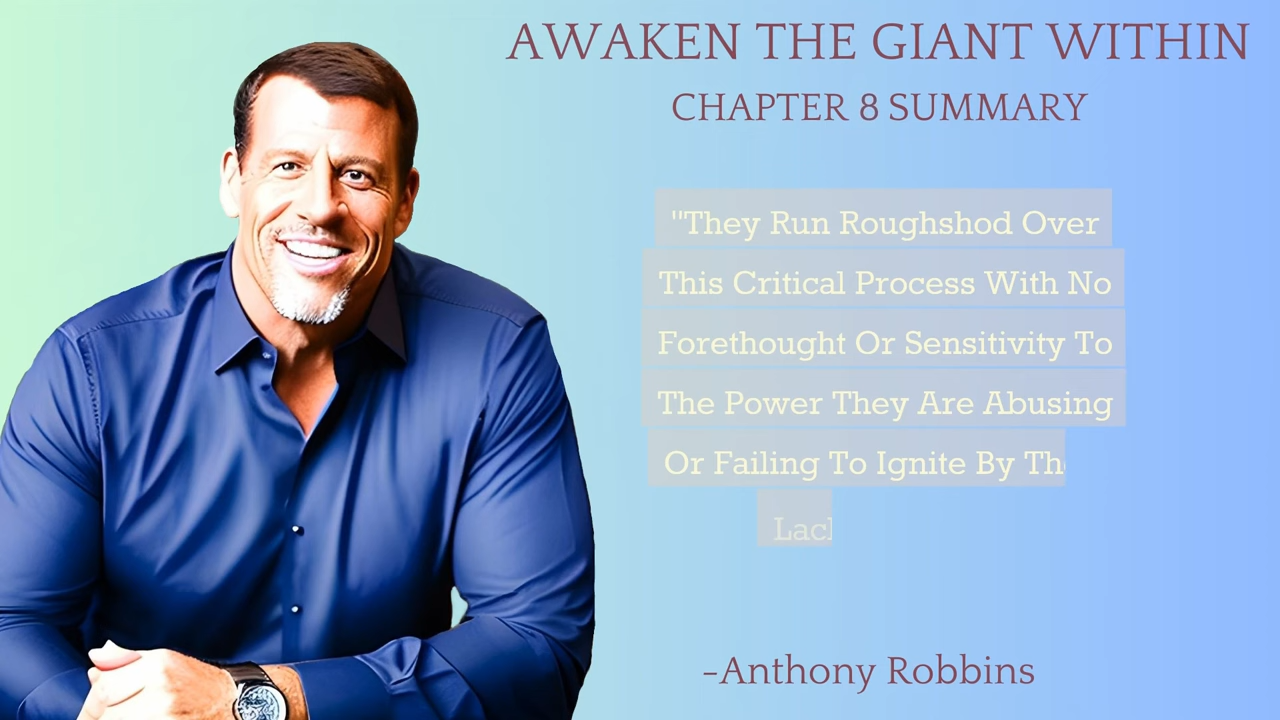 AWAKEN THE GIANT WITHIN
CHAPTER 8 SUMMARY
"They Run Roughshod Over
This Critical Process With No
Forethought Or Sensitivity To
The Power They Are Abusing
Or Failing To Ignite By
-Anthony Robbins